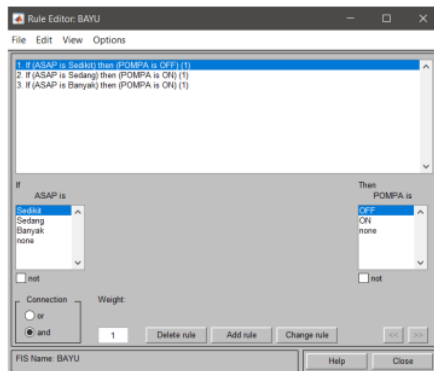 Rule Editor: BAYU
File Edit View Options
1. If (ASAP is Sedikit) then (POMPA is OFF) (1)
2. If (ASAP is Sedang) then (POMPA is ON) (1)
3. If (ASAP is Banyak) then (POMPA is ON) (1)
If Then
ASAP is POMPA is
Sedikit OFF
Sedang ON
Banyak none
none
not not
Connection Weight:
or
and 1 Delete rule Add rule Change rule << >>
FIS Name: BAYU Help Close